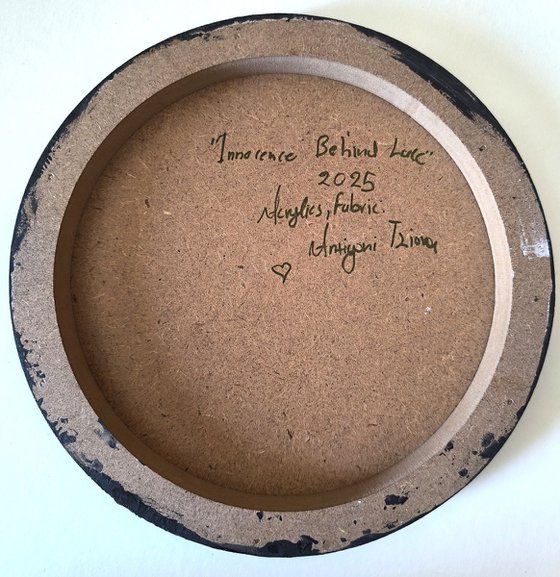 "Innocence Behind Lace"
2025
Acrylics, Fabric.
Antigoni Tziora